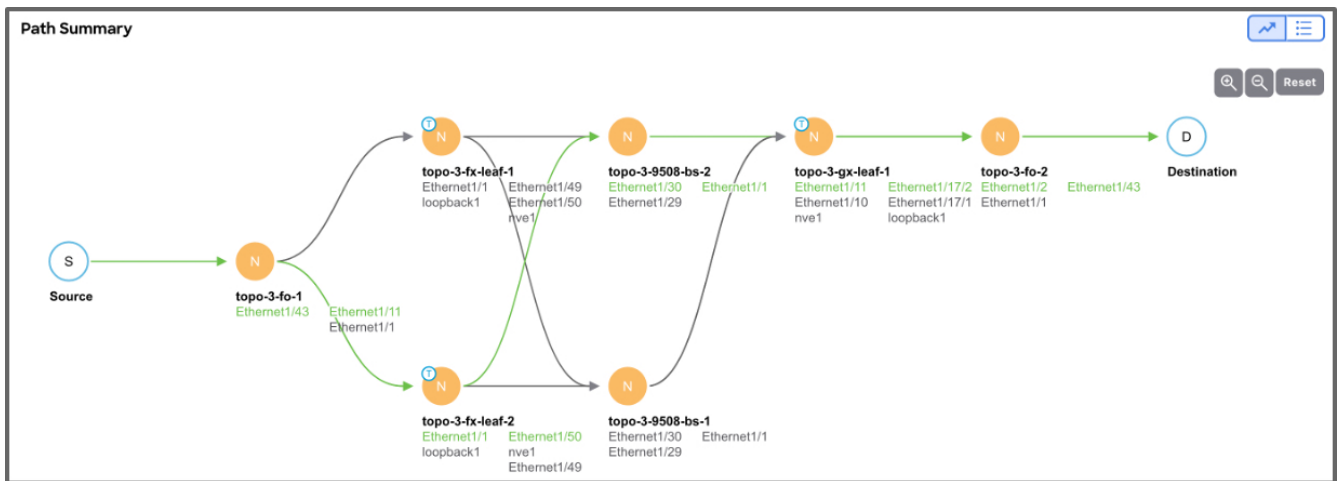 Path Summary
Reset
T
N
topo-3-fx-leaf-1
Ethernet1/1 Ethernet1/49
loopback1 Ethernet1/50
nve1
N
topo-3-9508-bs-2
Ethernet1/30 Ethernet1/1
Ethernet1/29
T
N
topo-3-gx-leaf-1
Ethernet1/11 Ethernet1/17/2
Ethernet1/10 Ethernet1/17/1
nve1 loopback1
N
topo-3-fo-2
Ethernet1/2 Ethernet1/43
Ethernet1/1
D
Destination
S
Source
N
topo-3-fo-1
Ethernet1/43 Ethernet1/11
Ethernet1/1
T
N
topo-3-fx-leaf-2
Ethernet1/1 Ethernet1/50
loopback1 nve1
Ethernet1/49
N
topo-3-9508-bs-1
Ethernet1/30 Ethernet1/1
Ethernet1/29